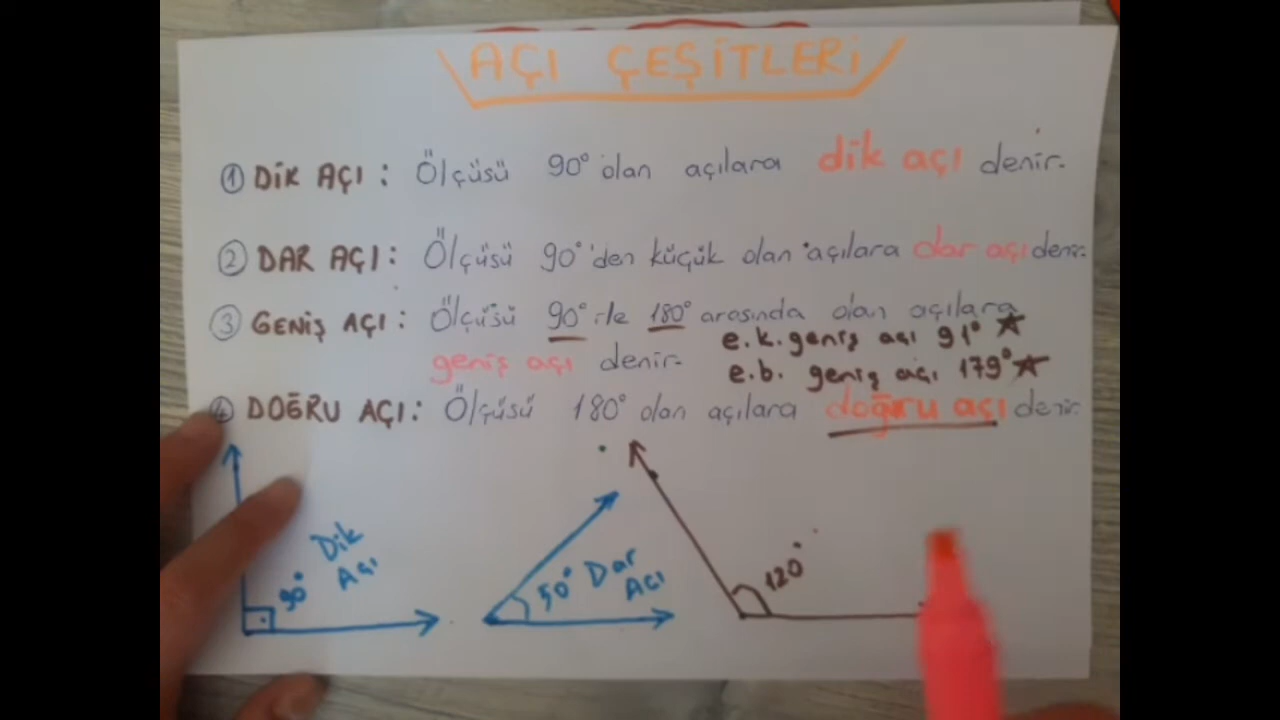 AÇI ÇEŞİTLERİ
① DİK AÇI : Ölçüsü 90° olan açılara dik açı denir.
② DAR AÇI : Ölçüsü 90°'den küçük olan açılara dar açı denir.
③ GENİŞ AÇI : Ölçüsü 90° ile 180° arasında olan açılara
geniş açı denir.
e.k. geniş açı 91° ★
e.b. geniş açı 179° ★
④ DOĞRU AÇI : Ölçüsü 180° olan açılara doğru açı denir.
90° Dik
Açı
50° Dar
Açı
120°